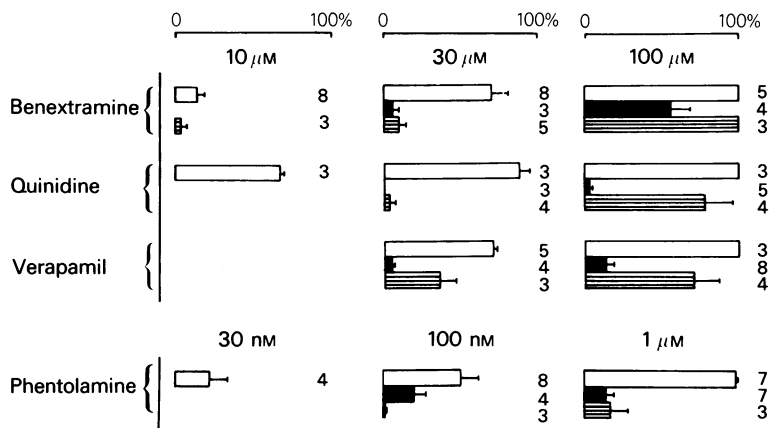 0 100% 0 100% 0 100%
10 μM 30 μM 100 μM
Benextramine { 8 8 5
3 3 4
5 3
Quinidine { 3 3 3
3 5
4 4
Verapamil { 5 3
4 8
3 4
30 nM 100 nM 1 μM
Phentolamine { 4 8 7
4 7
3 3